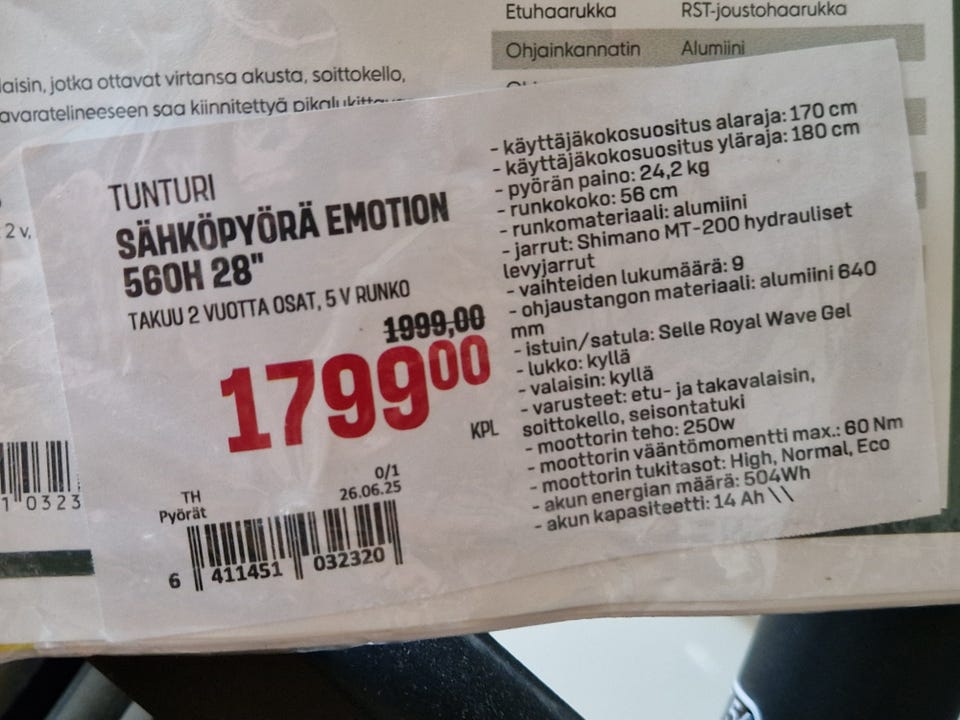 Etuhaarukka RST-joustohaarukka
Ohjainkannatin Alumiini
laisin, jotka ottavat virtansa akusta, soittokello,
avaratelineeseen saa kiinnitettyä
2 v,
10323
TUNTURI
SÄHKÖPYÖRÄ EMOTION
560H 28"
TAKUU 2 VUOTTA OSAT, 5 V RUNKO
1999,00
179900
KPL
TH
0/1
Pyörät
26.06.25
6 411451 032320
- käyttäjäkokosuositus alaraja: 170 cm
- käyttäjäkokosuositus yläraja: 180 cm
- pyörän paino: 24,2 kg
- runkokoko: 56 cm
- runkomateriaali: alumiini
- jarrut: Shimano MT-200 hydrauliset
levyjarrut
- vaihteiden lukumäärä: 9
- ohjaustangon materiaali: alumiini 640
mm
- istuin/satula: Selle Royal Wave Gel
- lukko: kyllä
- valaisin: kyllä
- varusteet: etu- ja takavalaisin,
soittokello, seisontatuki
- moottorin teho: 250w
- moottorin vääntömomentti max.: 60 Nm
- moottorin tukitasot: High, Normal, Eco
- akun energian määrä: 504Wh
- akun kapasiteetti: 14 Ah \\